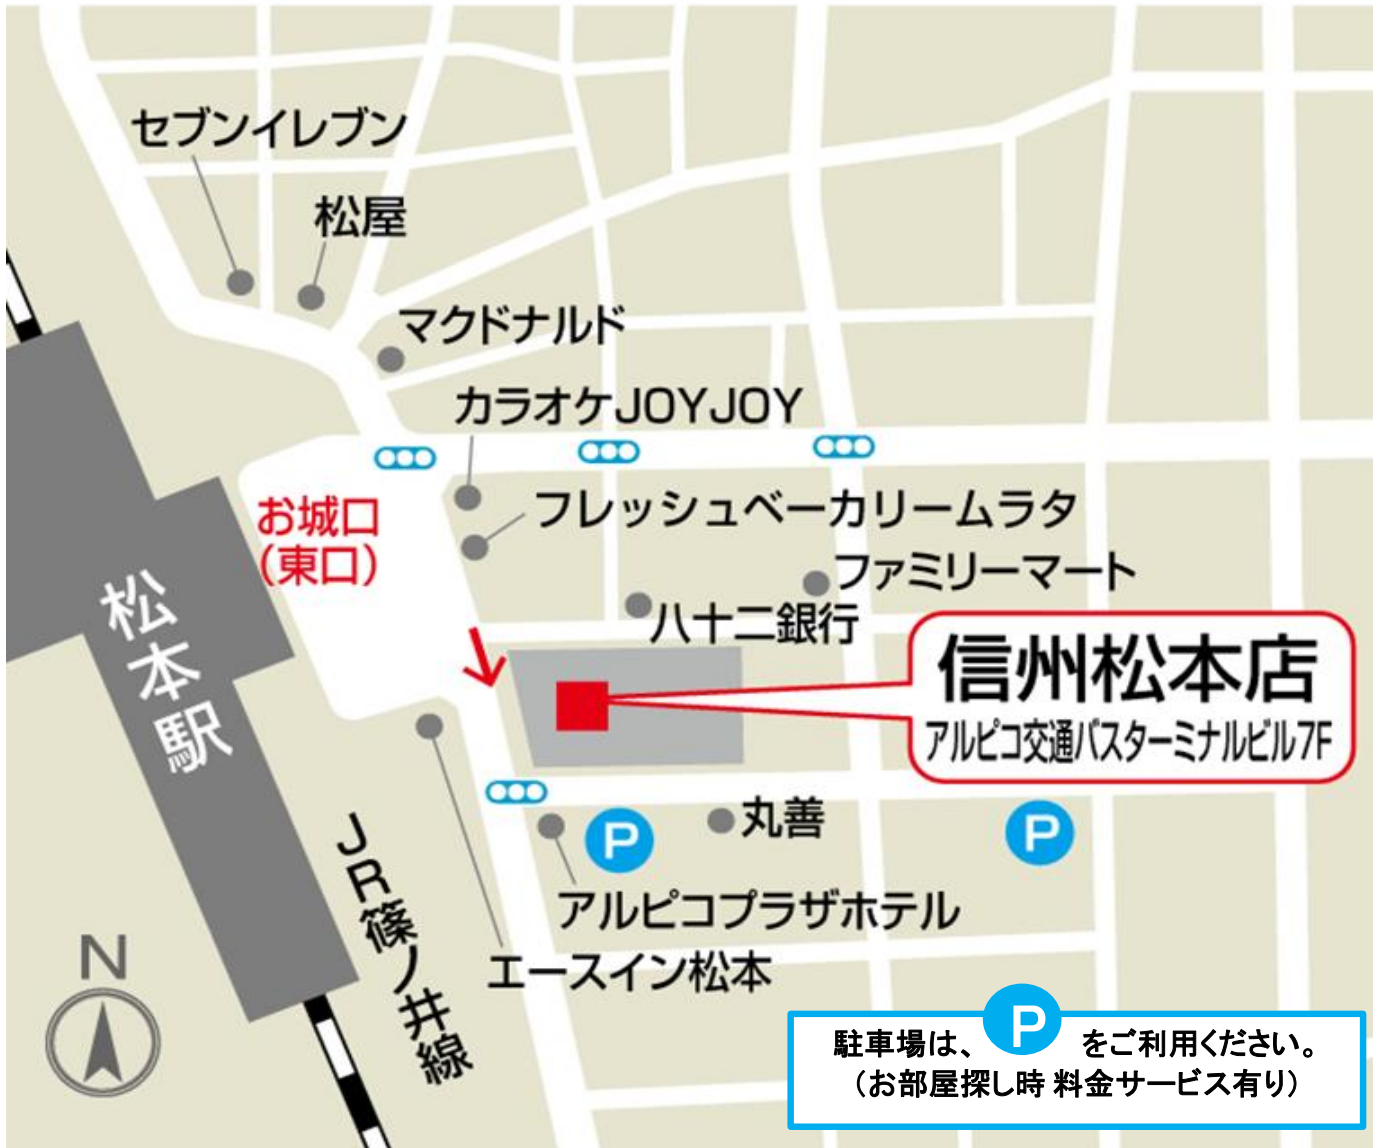 セブンイレブン
松屋
マクドナルド
カラオケJOYJOY
お城口
（東口）
フレッシュベーカリームラタ
ファミリーマート
八十二銀行
松本駅
信州松本店
アルピコ交通バスターミナルビル7F
丸善
P
P
アルピコプラザホテル
エースイン松本
JR篠ノ井線
N
駐車場は、 P をご利用ください。
（お部屋探し時 料金サービス有り）